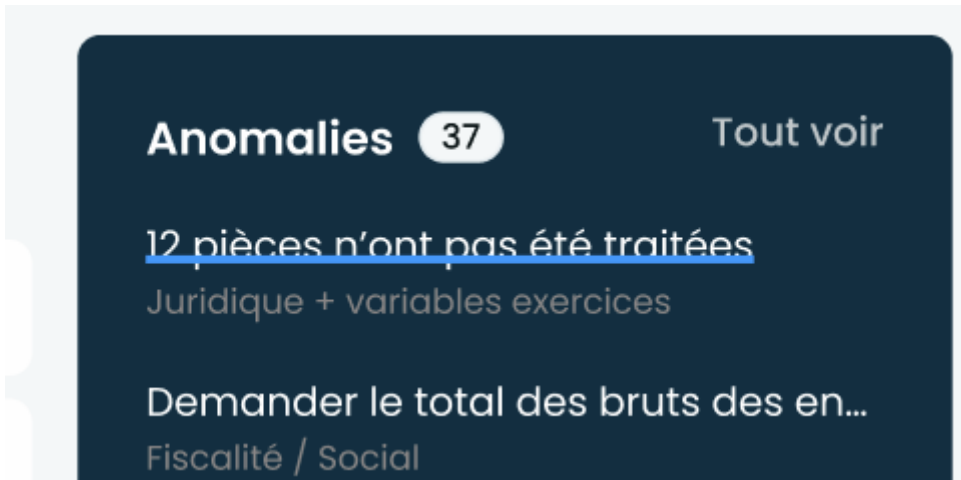 Anomalies 37 Tout voir
12 pièces n’ont pas été traitées
Juridique + variables exercices
Demander le total des bruts des en...
Fiscalité / Social